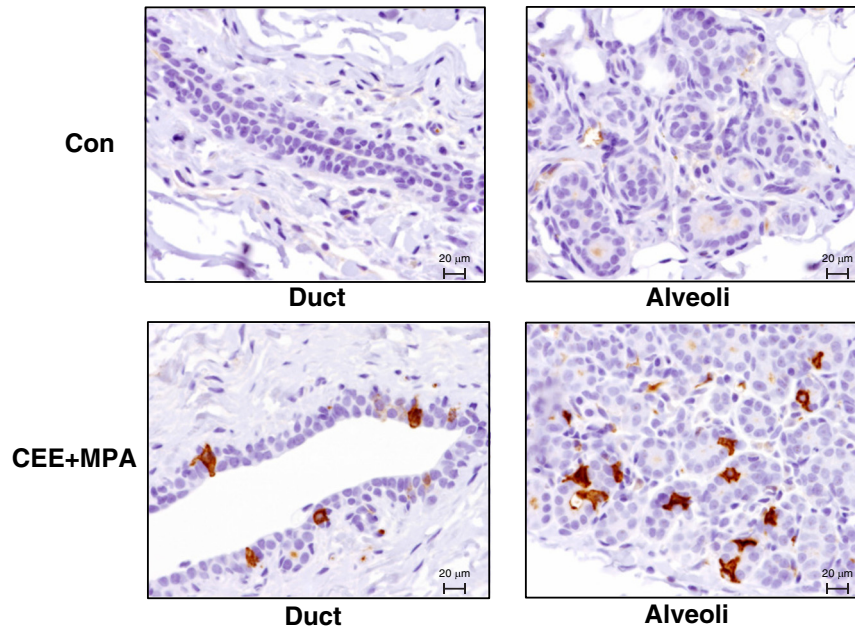 Con
20 μm
20 μm
Duct
Alveoli
CEE+MPA
20 μm
20 μm
Duct
Alveoli